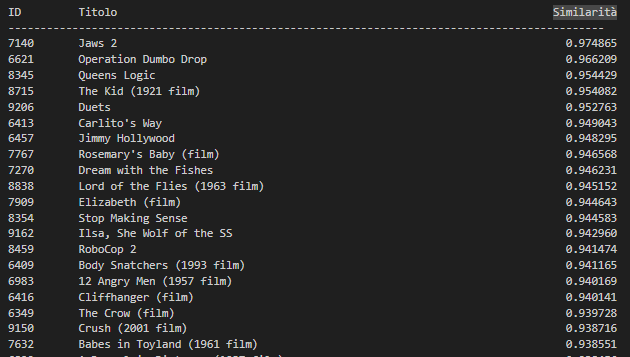 ID Titolo Similarità
--------------------------------------------------------------------------------
7140 Jaws 2 0.974865
6621 Operation Dumbo Drop 0.966209
8345 Queens Logic 0.954429
8715 The Kid (1921 film) 0.954082
9206 Duets 0.952763
6413 Carlito's Way 0.949043
6457 Jimmy Hollywood 0.948295
7767 Rosemary's Baby (film) 0.946568
7270 Dream with the Fishes 0.946231
8838 Lord of the Flies (1963 film) 0.945152
7909 Elizabeth (film) 0.944643
8354 Stop Making Sense 0.944583
9162 Ilsa, She Wolf of the SS 0.942960
8459 RoboCop 2 0.941474
6409 Body Snatchers (1993 film) 0.941165
6983 12 Angry Men (1957 film) 0.940169
6416 Cliffhanger (film) 0.940141
6349 The Crow (film) 0.939728
9150 Crush (2001 film) 0.938716
7632 Babes in Toyland (1961 film) 0.938551